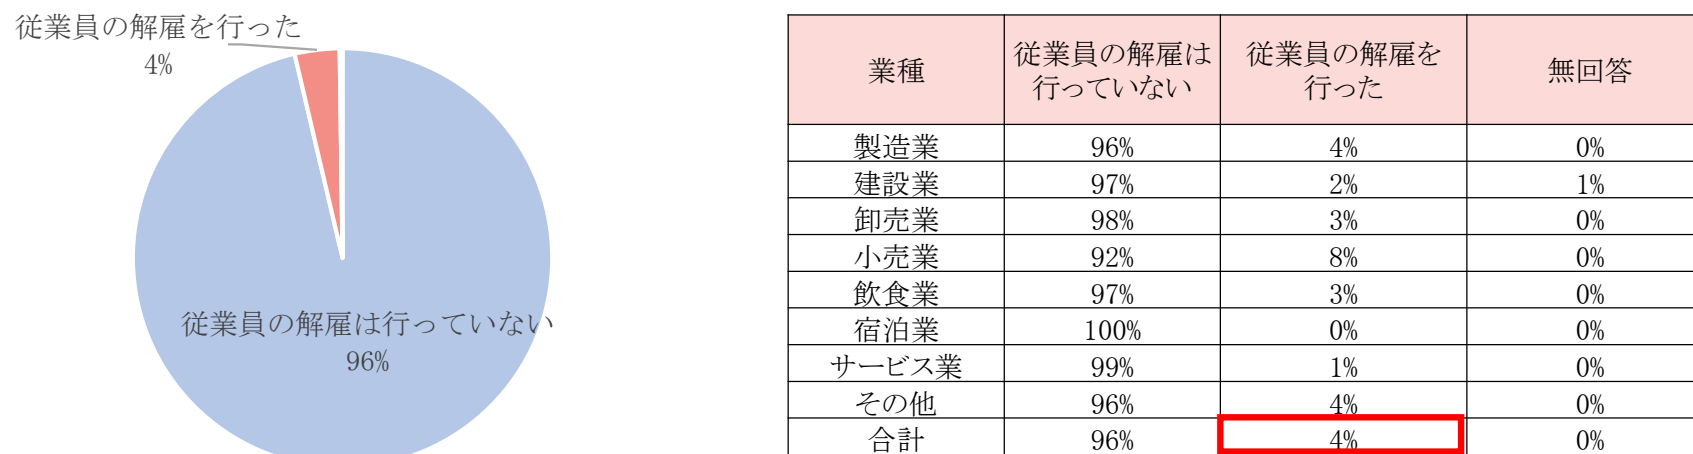 従業員の解雇を行った
4%
従業員の解雇は行っていない
96%
業種 従業員の解雇は行っていない 従業員の解雇を行った 無回答
製造業 96% 4% 0%
建設業 97% 2% 1%
卸売業 98% 3% 0%
小売業 92% 8% 0%
飲食業 97% 3% 0%
宿泊業 100% 0% 0%
サービス業 99% 1% 0%
その他 96% 4% 0%
合計 96% 4% 0%